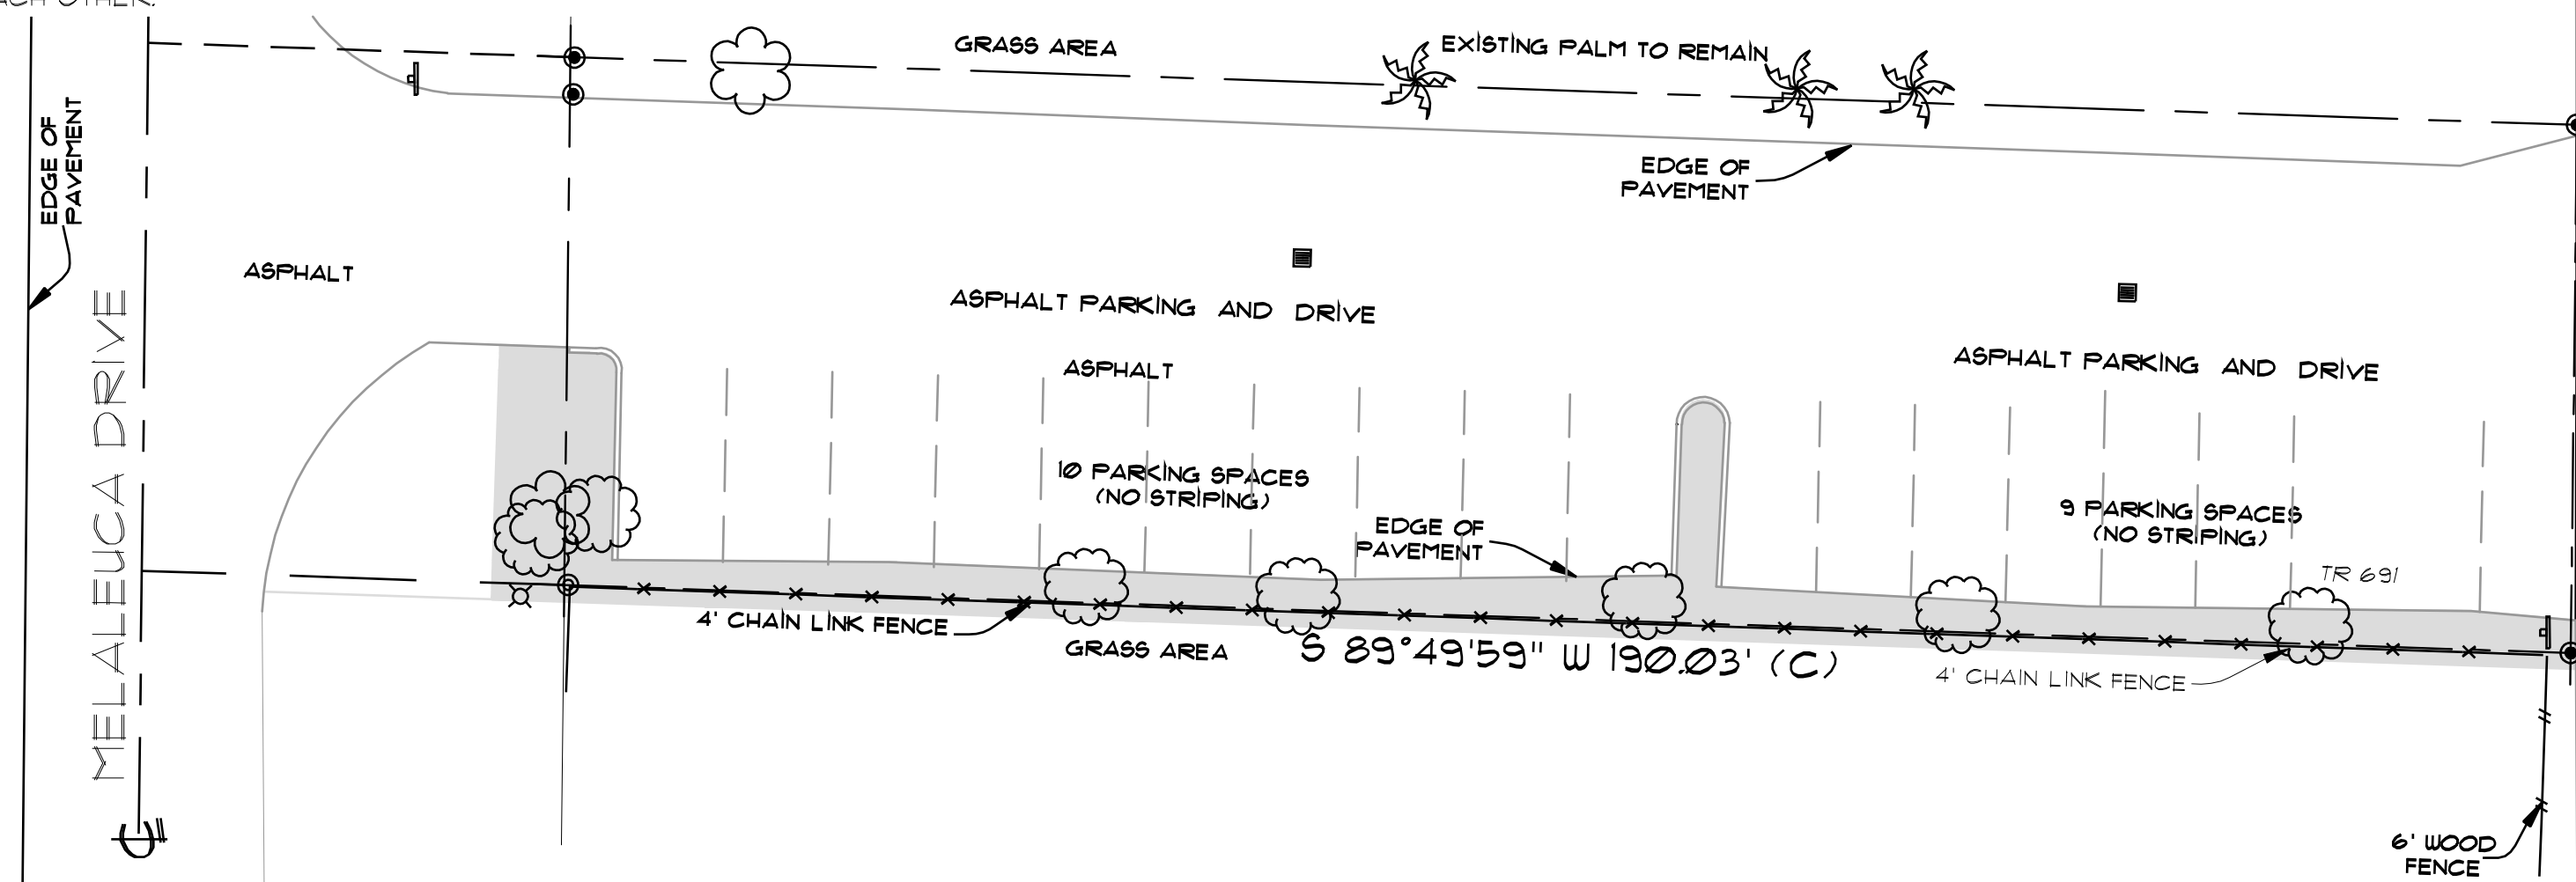 ACH OTHER.
GRASS AREA
EXISTING PALM TO REMAIN
EDGE OF
PAVEMENT
EDGE OF
PAVEMENT
ASPHALT
ASPHALT PARKING AND DRIVE
ASPHALT
ASPHALT PARKING AND DRIVE
MELALEUCA DRIVE
10 PARKING SPACES
(NO STRIPING)
EDGE OF
PAVEMENT
9 PARKING SPACES
(NO STRIPING)
TR 691
4' CHAIN LINK FENCE
GRASS AREA
S 89°49'59" W 190.03' (C)
4' CHAIN LINK FENCE
6' WOOD
FENCE